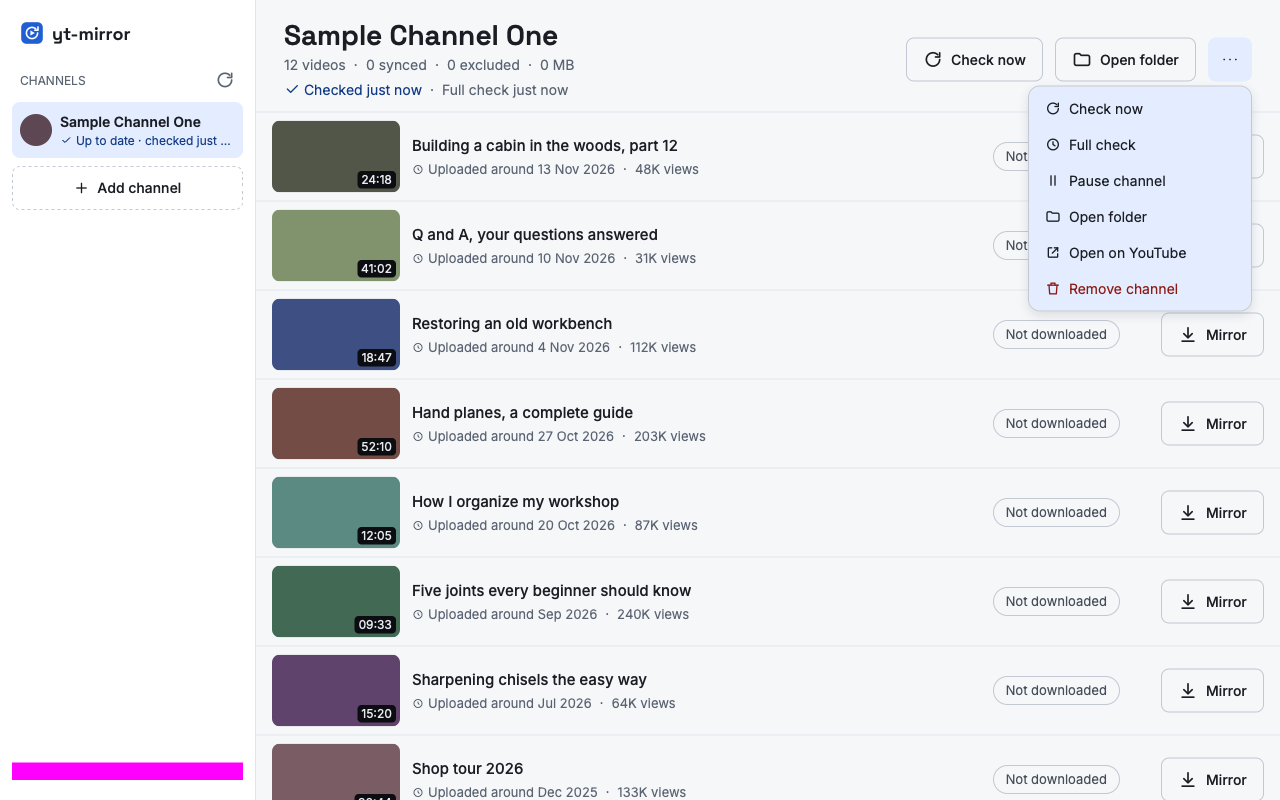 yt-mirror
CHANNELS
Sample Channel One
Up to date · checked just ...
Add channel
Sample Channel One
12 videos · 0 synced · 0 excluded · 0 MB
Checked just now · Full check just now
Check now
Open folder
...
Check now
Full check
Pause channel
Open folder
Open on YouTube
Remove channel
24:18
Building a cabin in the woods, part 12
Uploaded around 13 Nov 2026 · 48K views
Not
41:02
Q and A, your questions answered
Uploaded around 10 Nov 2026 · 31K views
Not
18:47
Restoring an old workbench
Uploaded around 4 Nov 2026 · 112K views
Not downloaded
Mirror
52:10
Hand planes, a complete guide
Uploaded around 27 Oct 2026 · 203K views
Not downloaded
Mirror
12:05
How I organize my workshop
Uploaded around 20 Oct 2026 · 87K views
Not downloaded
Mirror
09:33
Five joints every beginner should know
Uploaded around Sep 2026 · 240K views
Not downloaded
Mirror
15:20
Sharpening chisels the easy way
Uploaded around Jul 2026 · 64K views
Not downloaded
Mirror
Shop tour 2026
Uploaded around Dec 2025 · 133K views
Not downloaded
Mirror